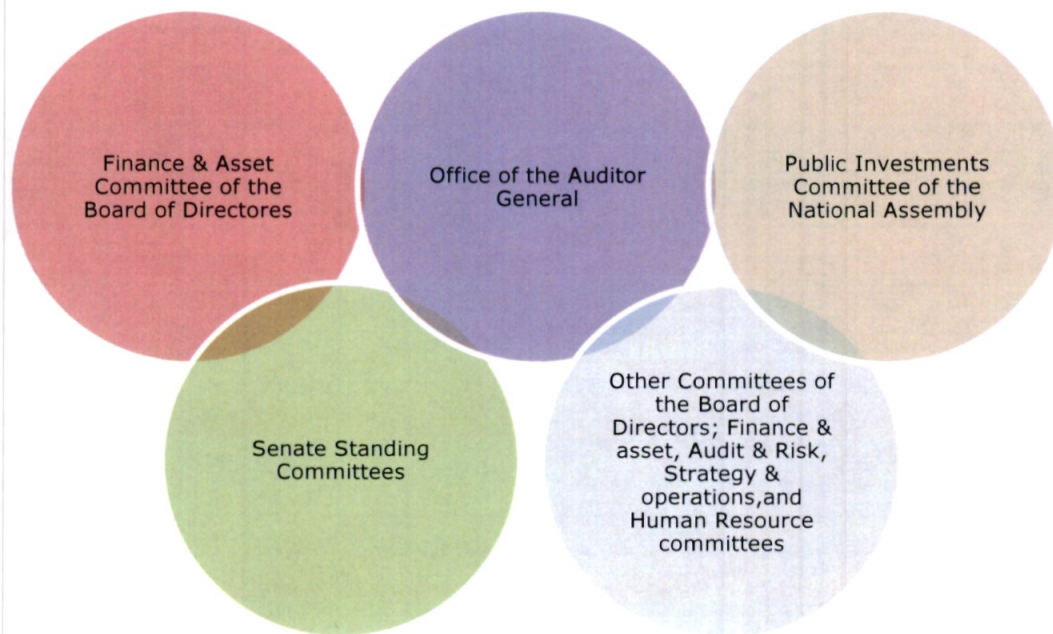 Finance & Asset
Committee of the
Board of Directores
Office of the Auditor
General
Public Investments
Committee of the
National Assembly
Senate Standing
Committees
Other Committees of
the Board of
Directors; Finance &
asset, Audit & Risk,
Strategy &
operations,and
Human Resource
committees